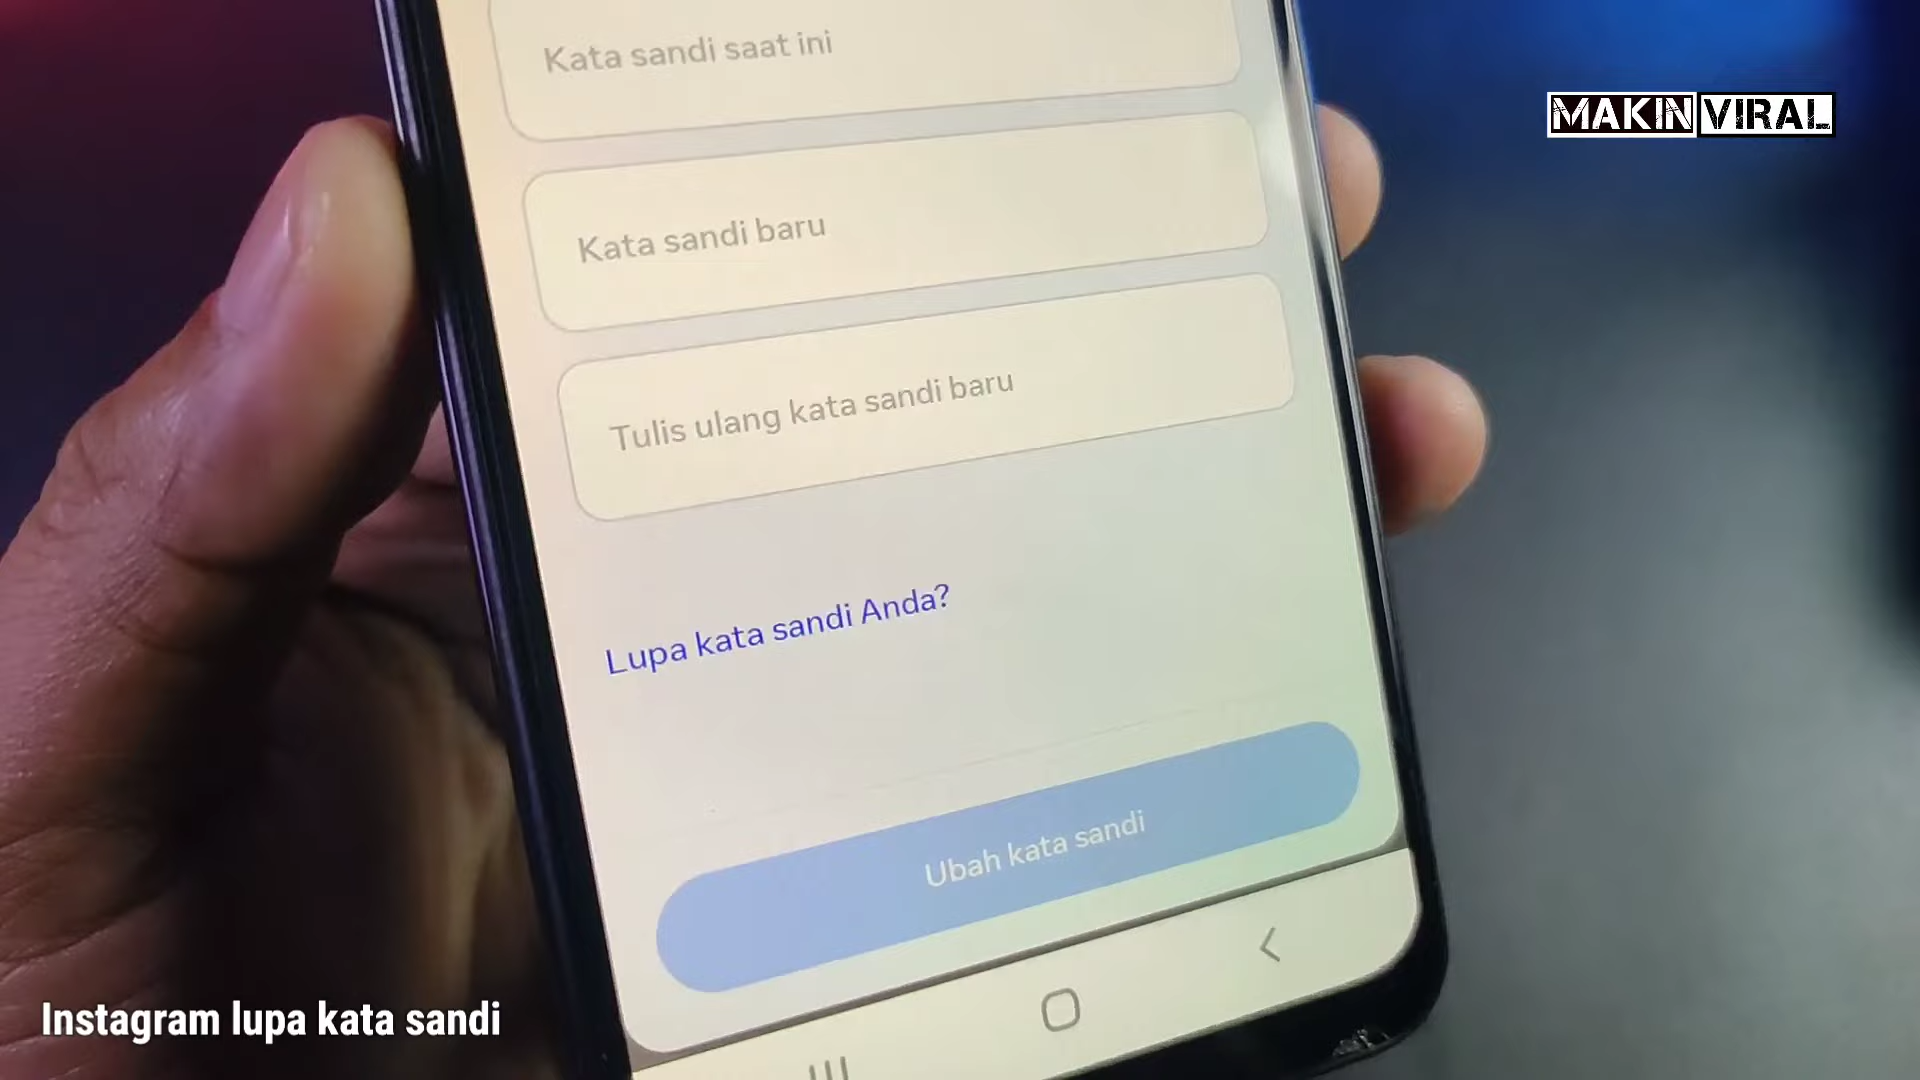 Kata sandi saat ini
MAKIN VIRAL
Kata sandi baru
Tulis ulang kata sandi baru
Lupa kata sandi Anda?
Ubah kata sandi
Instagram lupa kata sandi